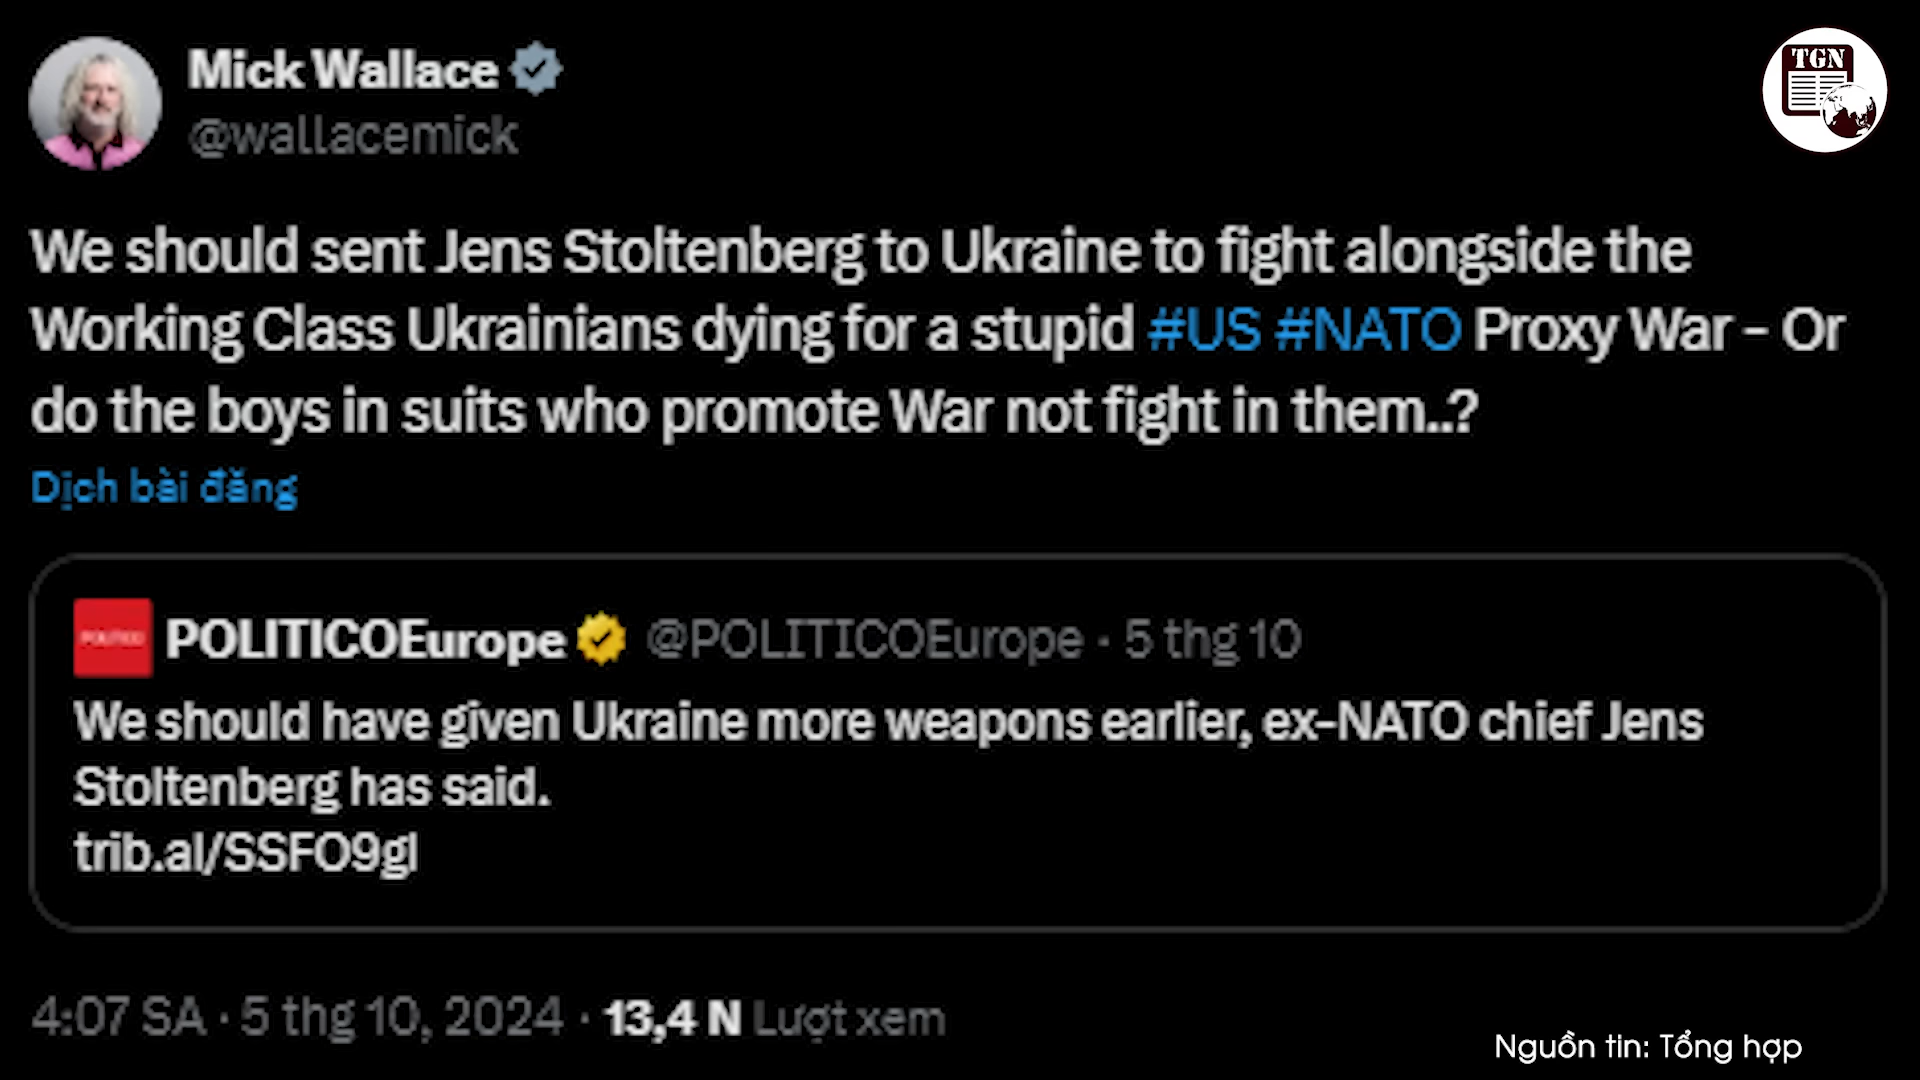 Mick Wallace
@wallacemick
TGN
We should sent Jens Stoltenberg to Ukraine to fight alongside the
Working Class Ukrainians dying for a stupid #US #NATO Proxy War - Or
do the boys in suits who promote War not fight in them..?
Dịch bài đăng
POLITICO
POLITICOEurope @POLITICOEurope · 5 thg 10
We should have given Ukraine more weapons earlier, ex-NATO chief Jens
Stoltenberg has said.
trib.al/SSFO9gl
4:07 SA · 5 thg 10, 2024 · 13,4 N Lượt xem
Nguồn tin: Tổng hợp